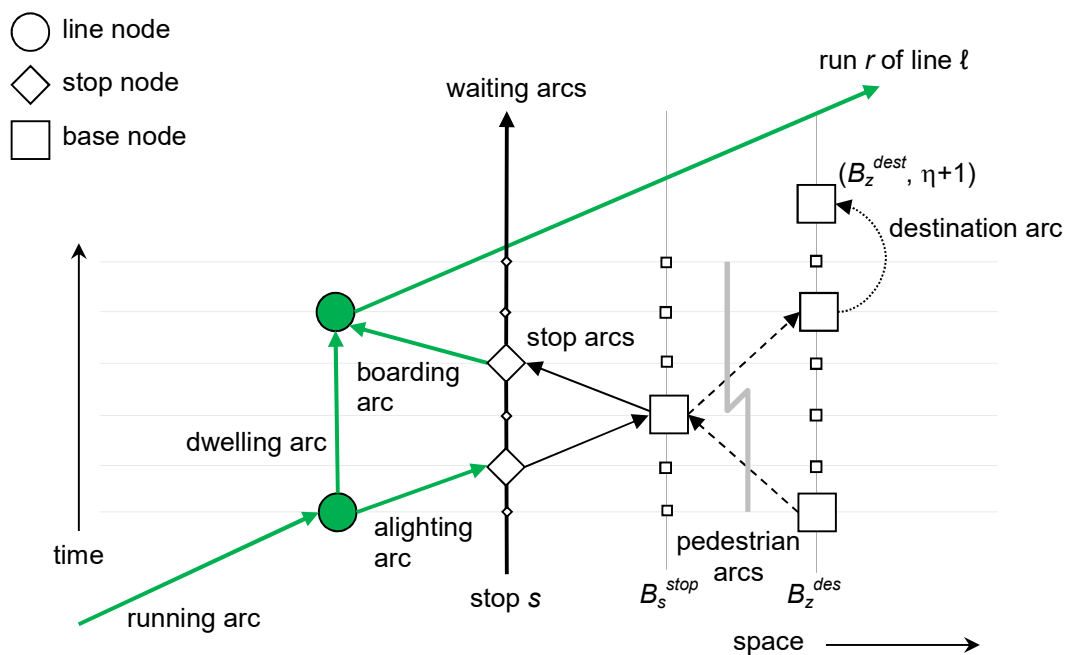 line node
stop node
base node
run r of line ℓ
waiting arcs
(B_z^dest, η+1)
destination arc
stop arcs
boarding
arc
dwelling arc
alighting
arc
time
running arc
stop s
pedestrian
arcs
B_s^stop
B_z^des
space